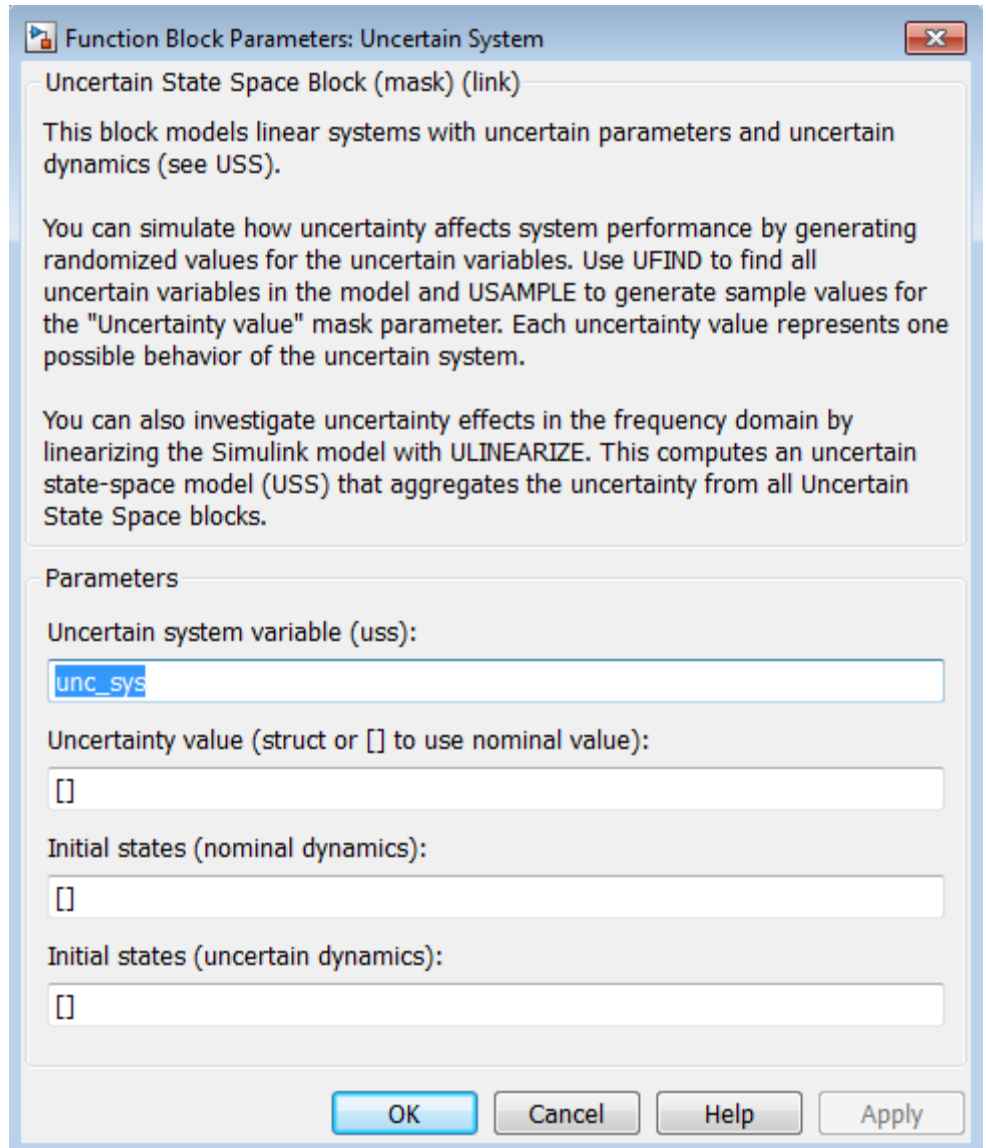 Function Block Parameters: Uncertain System
Uncertain State Space Block (mask) (link)
This block models linear systems with uncertain parameters and uncertain
dynamics (see USS).
You can simulate how uncertainty affects system performance by generating
randomized values for the uncertain variables. Use UFIND to find all
uncertain variables in the model and USAMPLE to generate sample values for
the "Uncertainty value" mask parameter. Each uncertainty value represents one
possible behavior of the uncertain system.
You can also investigate uncertainty effects in the frequency domain by
linearizing the Simulink model with ULINEARIZE. This computes an uncertain
state-space model (USS) that aggregates the uncertainty from all Uncertain
State Space blocks.
Parameters
Uncertain system variable (uss):
unc_sys
Uncertainty value (struct or [] to use nominal value):
[]
Initial states (nominal dynamics):
[]
Initial states (uncertain dynamics):
[]
OK Cancel Help Apply